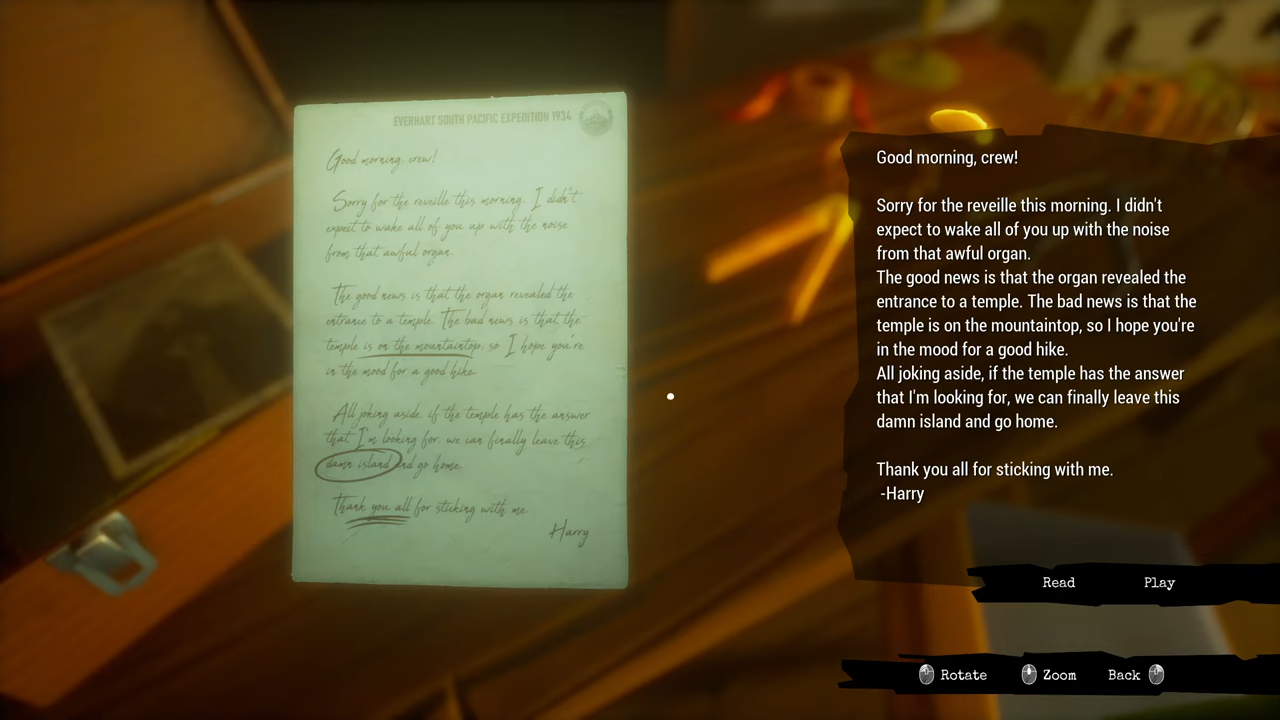 EVERHART SOUTH PACIFIC EXPEDITION 1934
Good morning, crew!
Sorry for the reveille this morning. I didn't
expect to wake all of you up with the noise
from that awful organ.
The good news is that the organ revealed the
entrance to a temple. The bad news is that the
temple is on the mountaintop, so I hope you're
in the mood for a good hike.
All joking aside, if the temple has the answer
that I'm looking for, we can finally leave this
damn island and go home.
Thank you all for sticking with me.
Harry
Good morning, crew!
Sorry for the reveille this morning. I didn't
expect to wake all of you up with the noise
from that awful organ.
The good news is that the organ revealed the
entrance to a temple. The bad news is that the
temple is on the mountaintop, so I hope you're
in the mood for a good hike.
All joking aside, if the temple has the answer
that I'm looking for, we can finally leave this
damn island and go home.
Thank you all for sticking with me.
-Harry
Read Play
Rotate Zoom Back